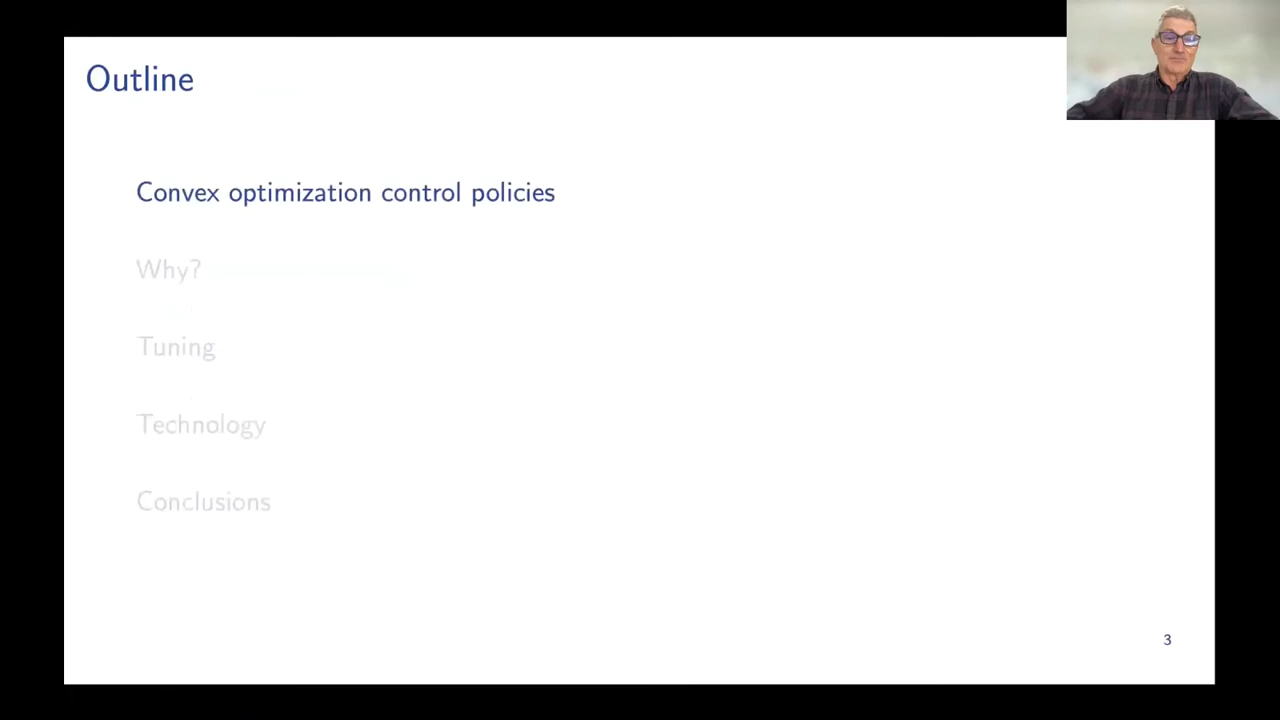 Outline
Convex optimization control policies
Why?
Tuning
Technology
Conclusions
3